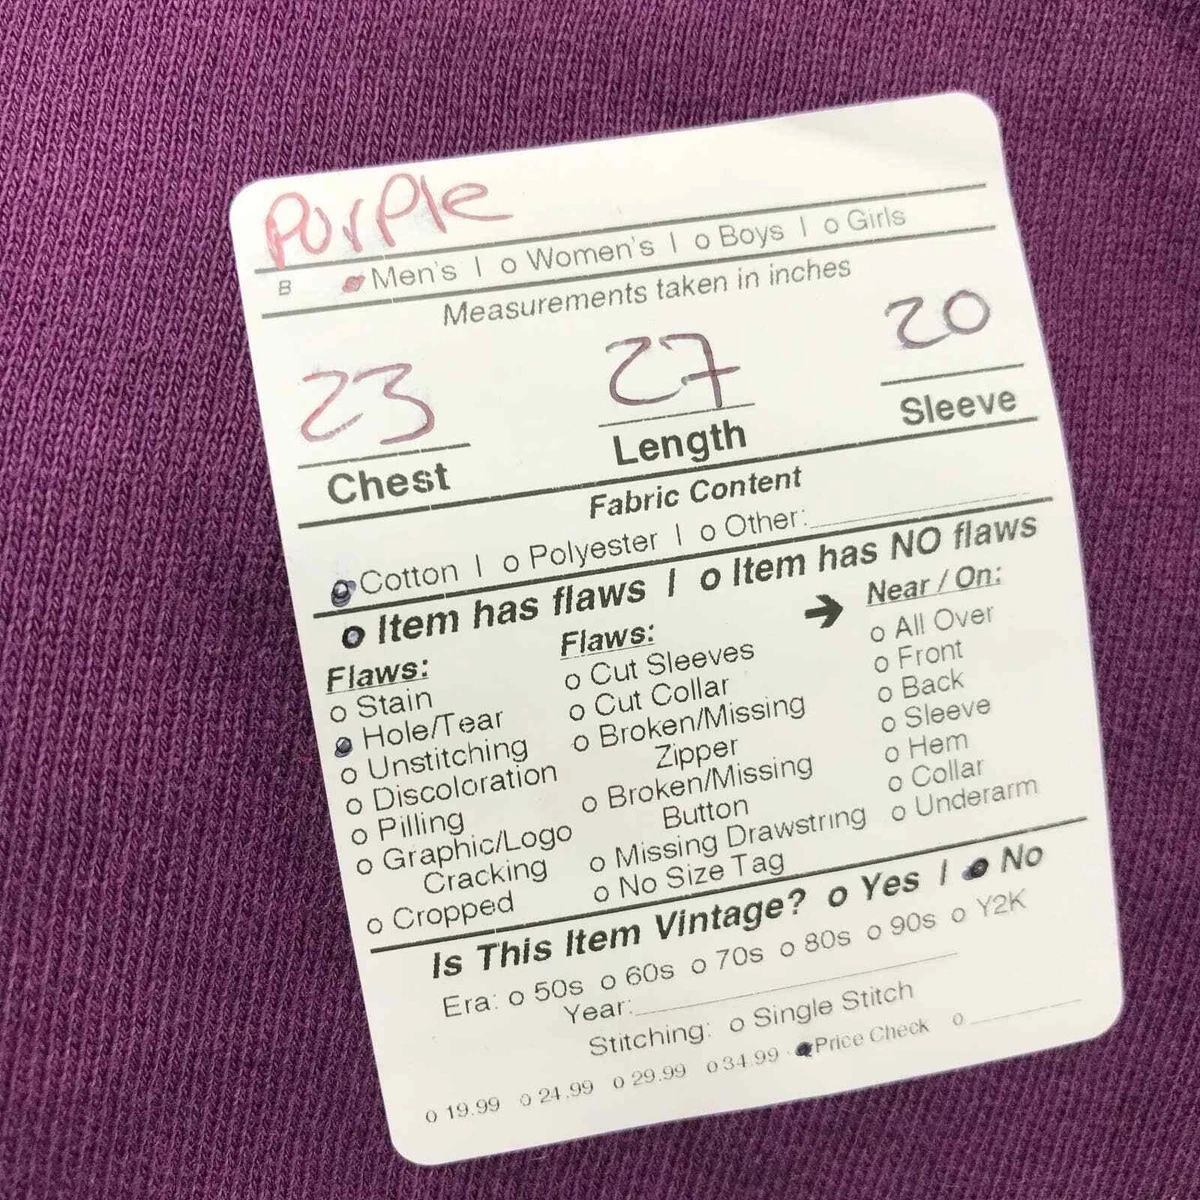 Purple
B Men's | o Women's | o Boys | o Girls
Measurements taken in inches
23 27 20
Chest Length Sleeve
Fabric Content
Cotton | o Polyester | o Other:
o Item has flaws | o Item has NO flaws
Flaws: Flaws: → Near / On:
o Stain o Cut Sleeves o All Over
Hole/Tear o Cut Collar o Front
o Unstitching o Broken/Missing Zipper o Back
o Discoloration o Broken/Missing Button o Sleeve
o Pilling o Missing Drawstring o Hem
o Graphic/Logo Cracking o No Size Tag o Collar
o Cropped o Underarm
Is This Item Vintage? o Yes | No
Era: o 50s o 60s o 70s o 80s o 90s o Y2K
Year:
Stitching: o Single Stitch
o 19.99 o 24.99 o 29.99 o 34.99 Price Check o